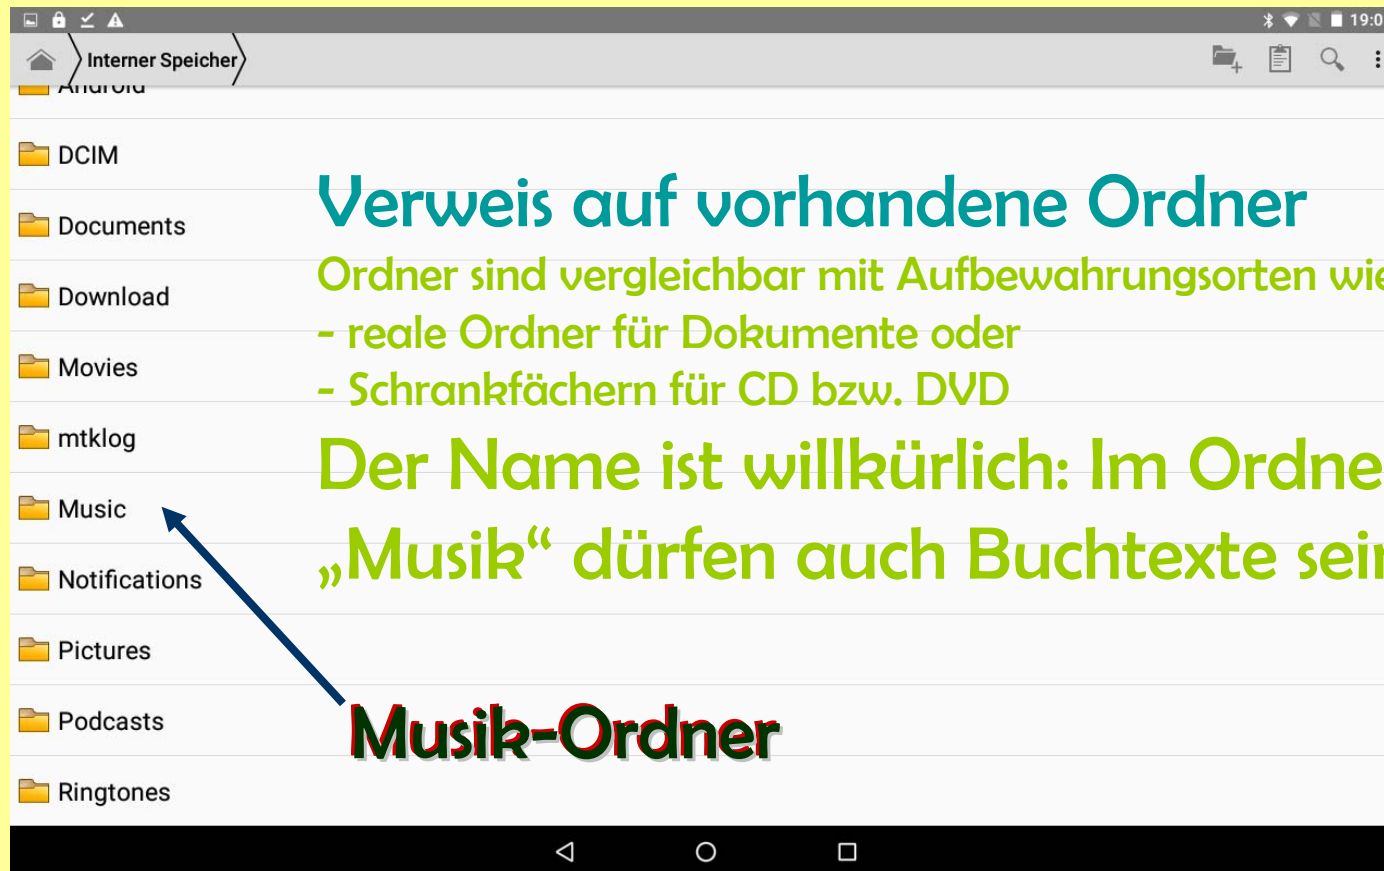 19:0
Interner Speicher
Android
DCIM
Documents
Download
Movies
mtklog
Music
Notifications
Pictures
Podcasts
Ringtones
Verweis auf vorhandene Ordner
Ordner sind vergleichbar mit Aufbewahrungsorten wie
- reale Ordner für Dokumente oder
- Schrankfächern für CD bzw. DVD
Der Name ist willkürlich: Im Ordne
„Musik“ dürfen auch Buchtexte sein
Musik-Ordner